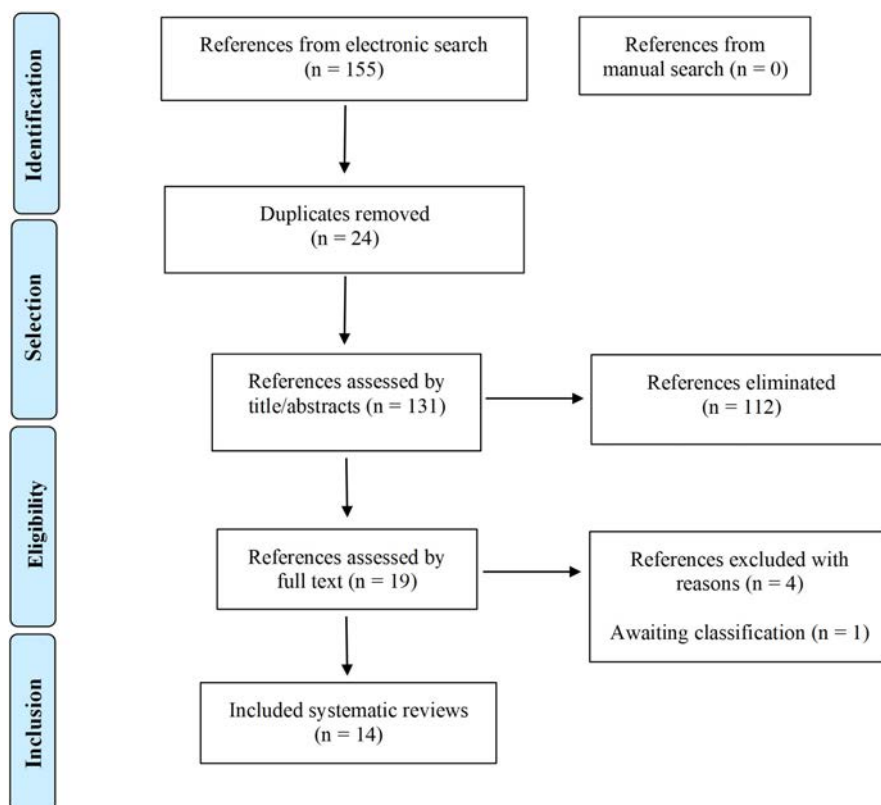 Identification
References from electronic search
(n = 155)
References from
manual search (n = 0)
Duplicates removed
(n = 24)
Selection
References assessed by
title/abstracts (n = 131)
References eliminated
(n = 112)
Eligibility
References assessed by
full text (n = 19)
References excluded with
reasons (n = 4)
Awaiting classification (n = 1)
Inclusion
Included systematic reviews
(n = 14)